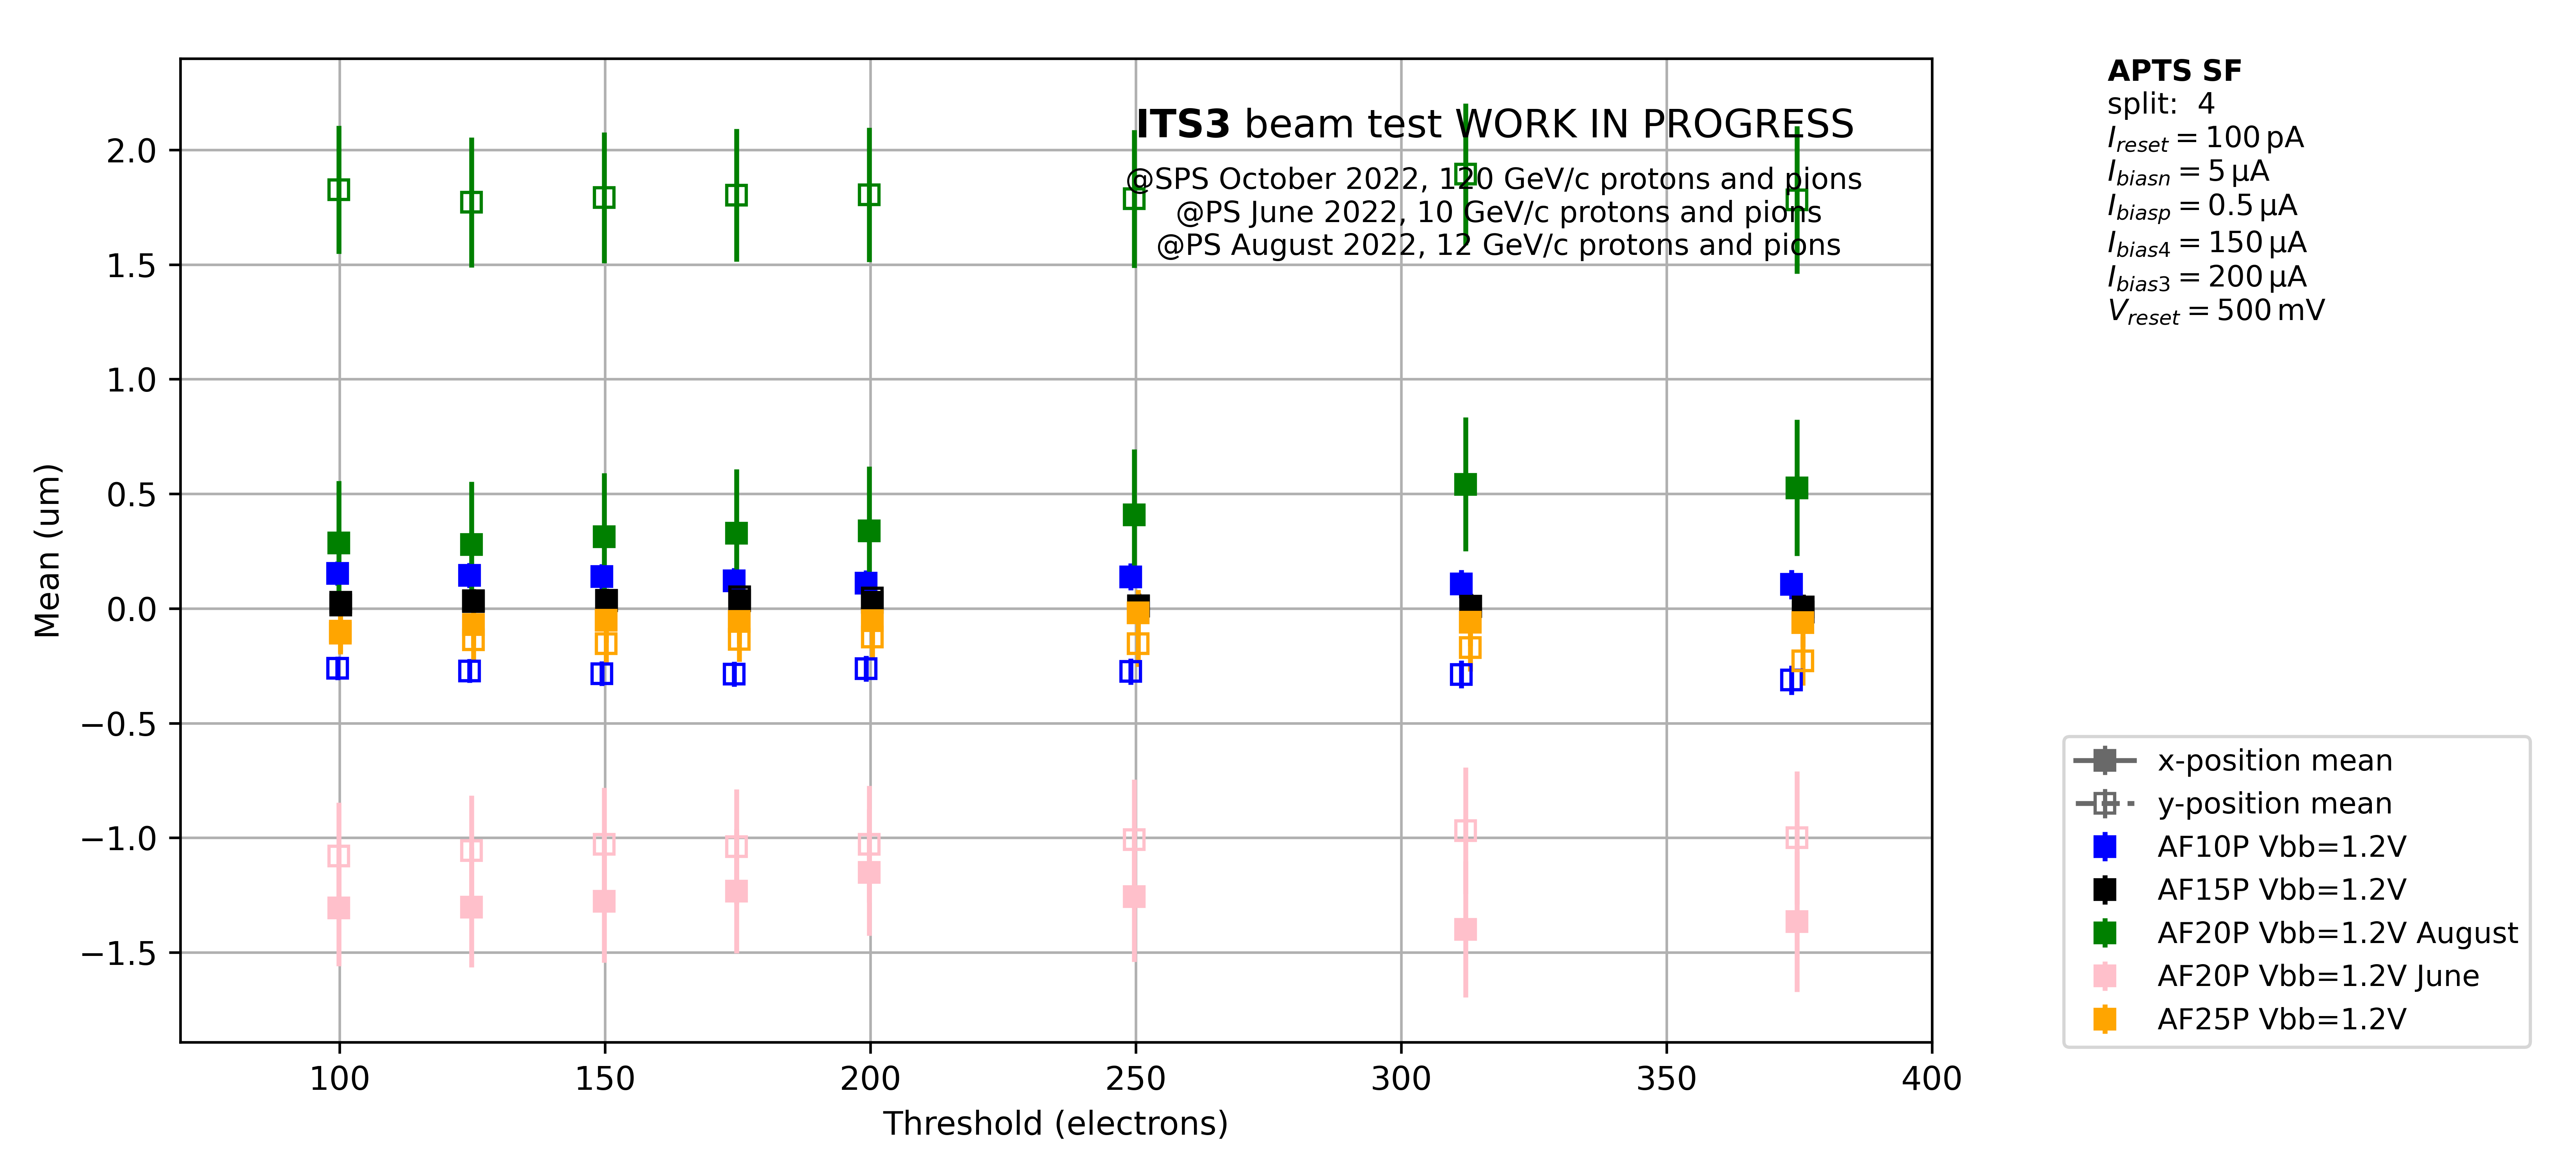 ITS3 beam test WORK IN PROGRESS
@SPS October 2022, 120 GeV/c protons and pions
@PS June 2022, 10 GeV/c protons and pions
@PS August 2022, 12 GeV/c protons and pions
APTS SF
split: 4
I_reset = 100 pA
I_biasn = 5 µA
I_biasp = 0.5 µA
I_bias4 = 150 µA
I_bias3 = 200 µA
V_reset = 500 mV
Mean (um)
2.0
1.5
1.0
0.5
0.0
−0.5
−1.0
−1.5
100 150 200 250 300 350 400
Threshold (electrons)
x-position mean
y-position mean
AF10P Vbb=1.2V
AF15P Vbb=1.2V
AF20P Vbb=1.2V August
AF20P Vbb=1.2V June
AF25P Vbb=1.2V